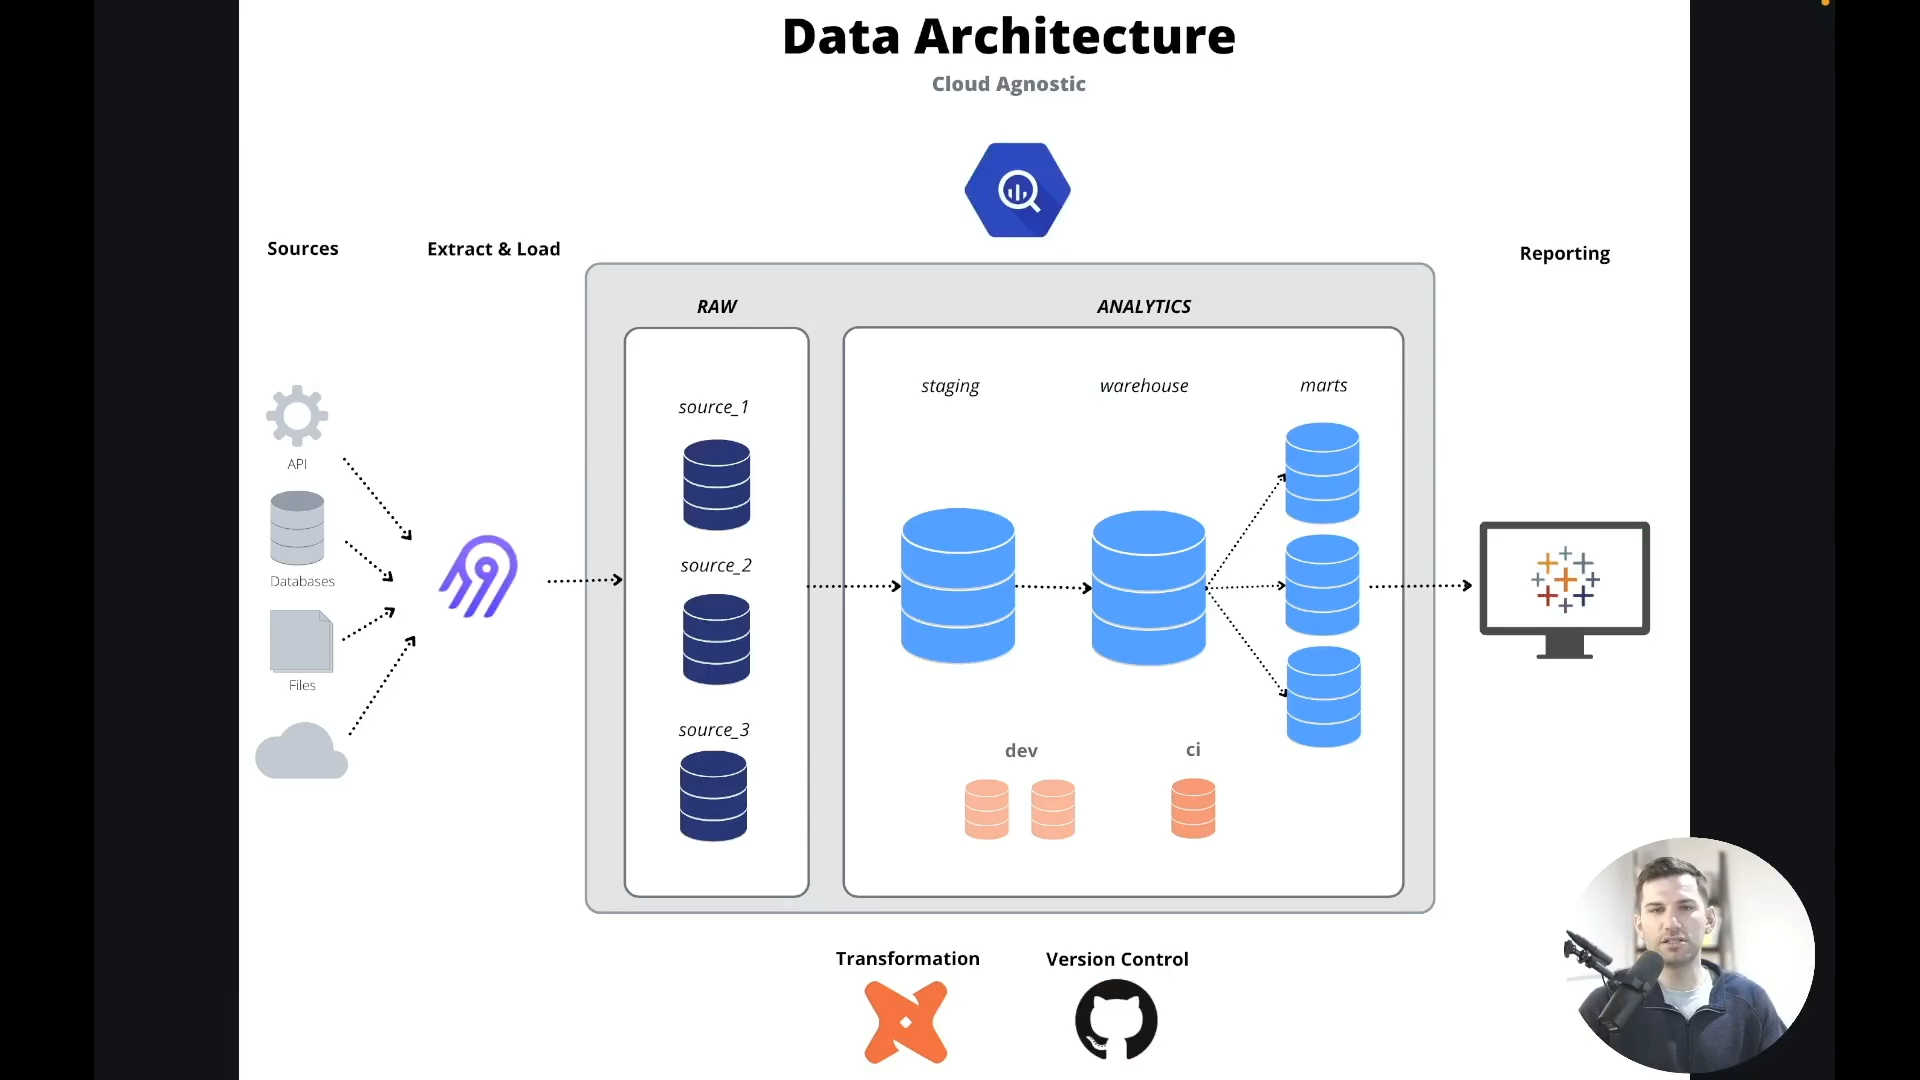 Data Architecture
Cloud Agnostic
Sources
Extract & Load
Reporting
RAW
ANALYTICS
staging
warehouse
marts
source_1
API
source_2
Databases
Files
source_3
dev
ci
Transformation
Version Control